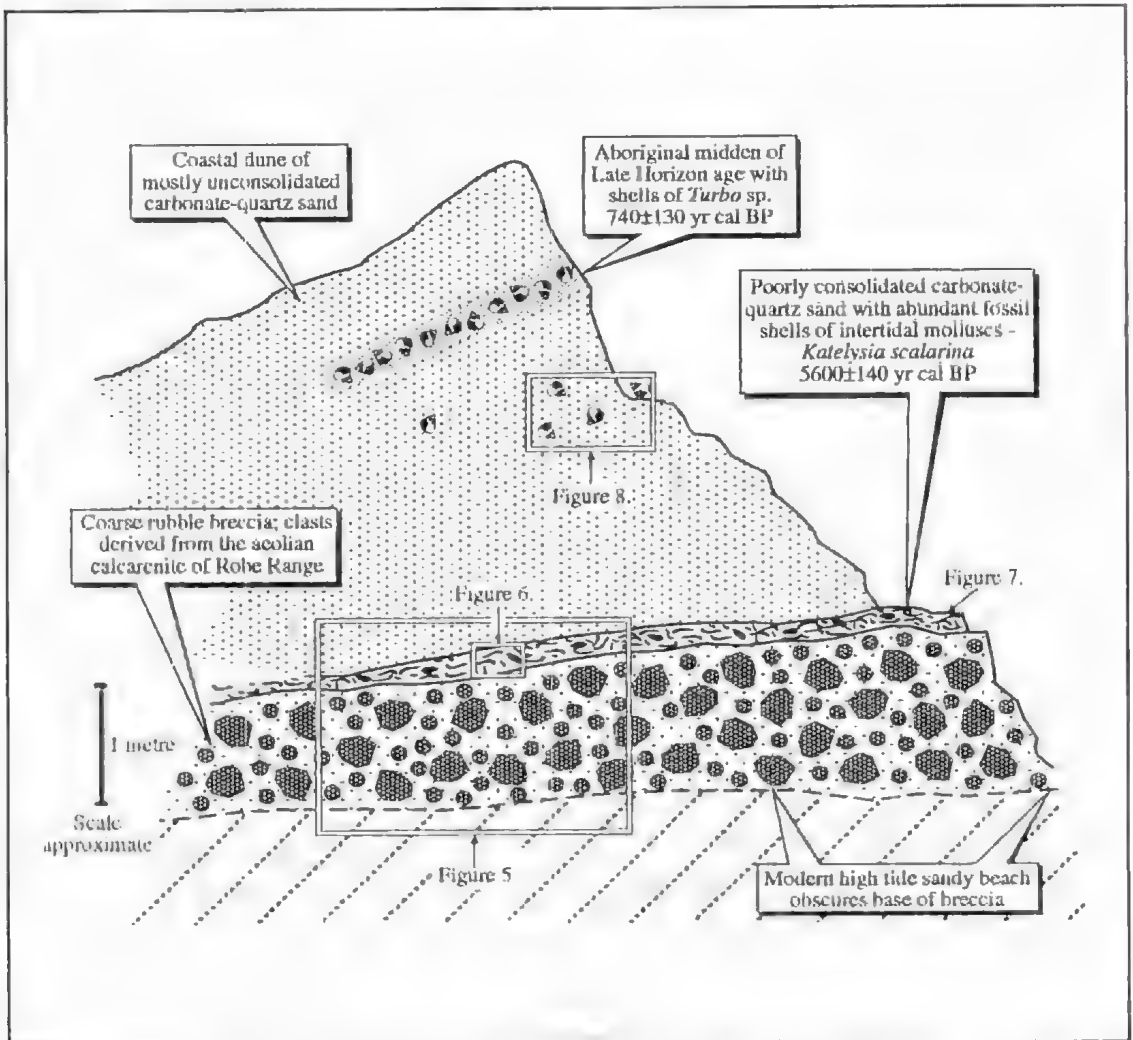 Coastal dune of
mostly unconsolidated
carbonate-quartz sand
Aboriginal midden of
Late Horizon age with
shells of Turbo sp.
740±130 yr cal BP
Poorly consolidated carbonate-
quartz sand with abundant fossil
shells of intertidal molluscs -
Katelysia scalarina
5600±140 yr cal BP
Figure 8.
Coarse rubble breccia; clasts
derived from the aeolian
calcarenite of Robe Range
Figure 6.
Figure 7.
1 metre
Scale
approximate
Figure 5
Modern high tide sandy beach
obscures base of breccia